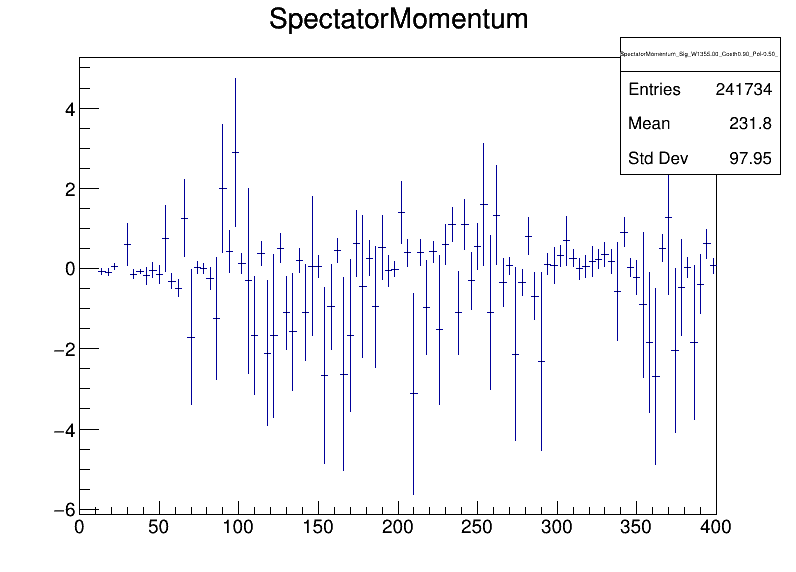 SpectatorMomentum
SpectatorMomentum_Sig_W1355.00_Costh0.90_Pol-0.50_
Entries 241734
Mean 231.8
Std Dev 97.95
4
2
0
−2
−4
−6
0 50 100 150 200 250 300 350 400